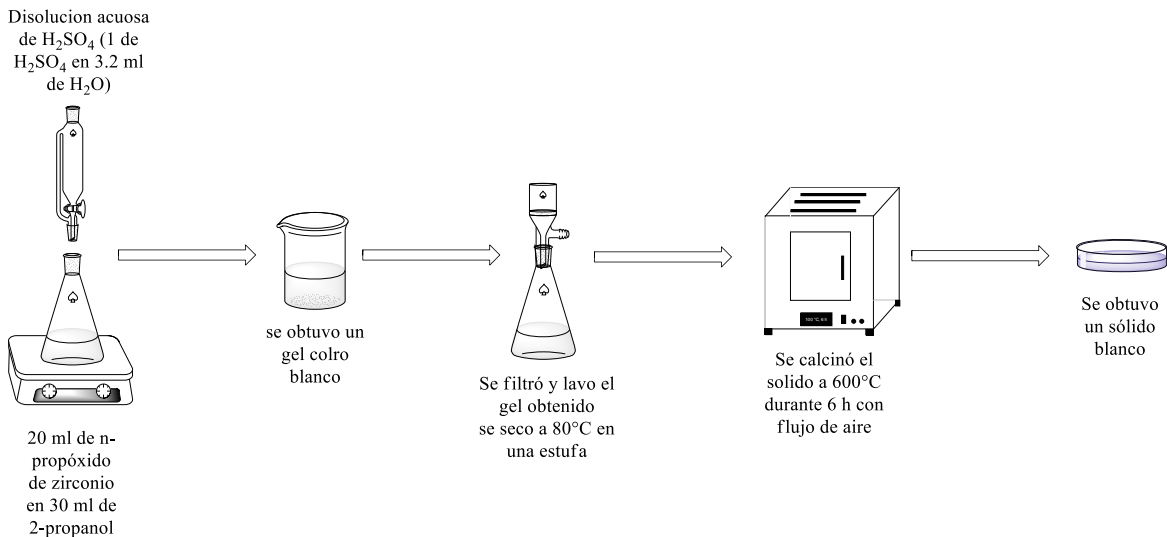 Disolucion acuosa
de H₂SO₄ (1 de
H₂SO₄ en 3.2 ml
de H₂O)
20 ml de n-
propóxido
de zirconio
en 30 ml de
2-propanol
se obtuvo un
gel colro
blanco
Se filtró y lavo el
gel obtenido
se seco a 80°C en
una estufa
100 °C, 6 h
Se calcinó el
solido a 600°C
durante 6 h con
flujo de aire
Se obtuvo
un sólido
blanco